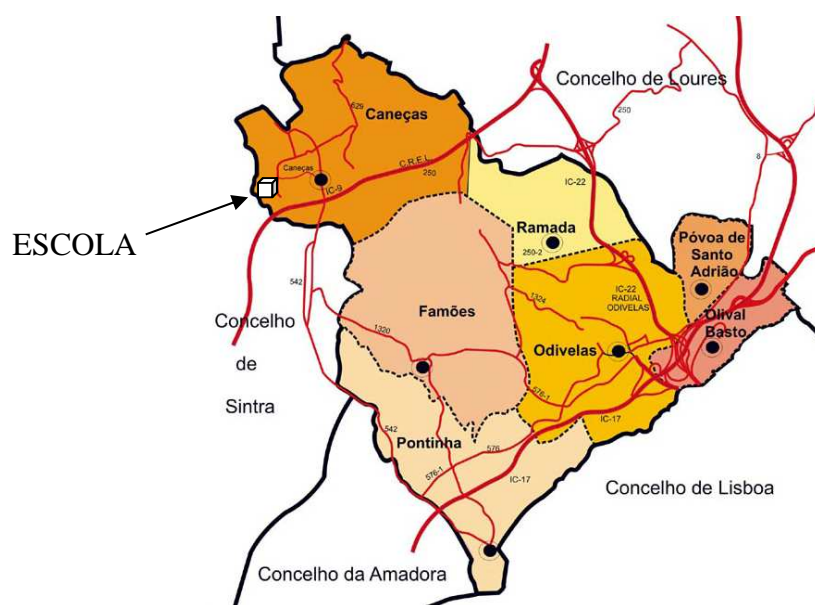 Concelho de Loures
250
8
629
Caneças
Caneças
C.R.E.L.
250
IC-9
IC-22
ESCOLA
Ramada
250-2
Póvoa de
Santo
Adrião
542
1324
IC-22
RADIAL
ODIVELAS
Famões
Olival
Basto
Concelho
de
Sintra
1320
Odivelas
576-1
542
Pontinha
576
IC-17
576-1
IC-17
Concelho de Lisboa
Concelho da Amadora